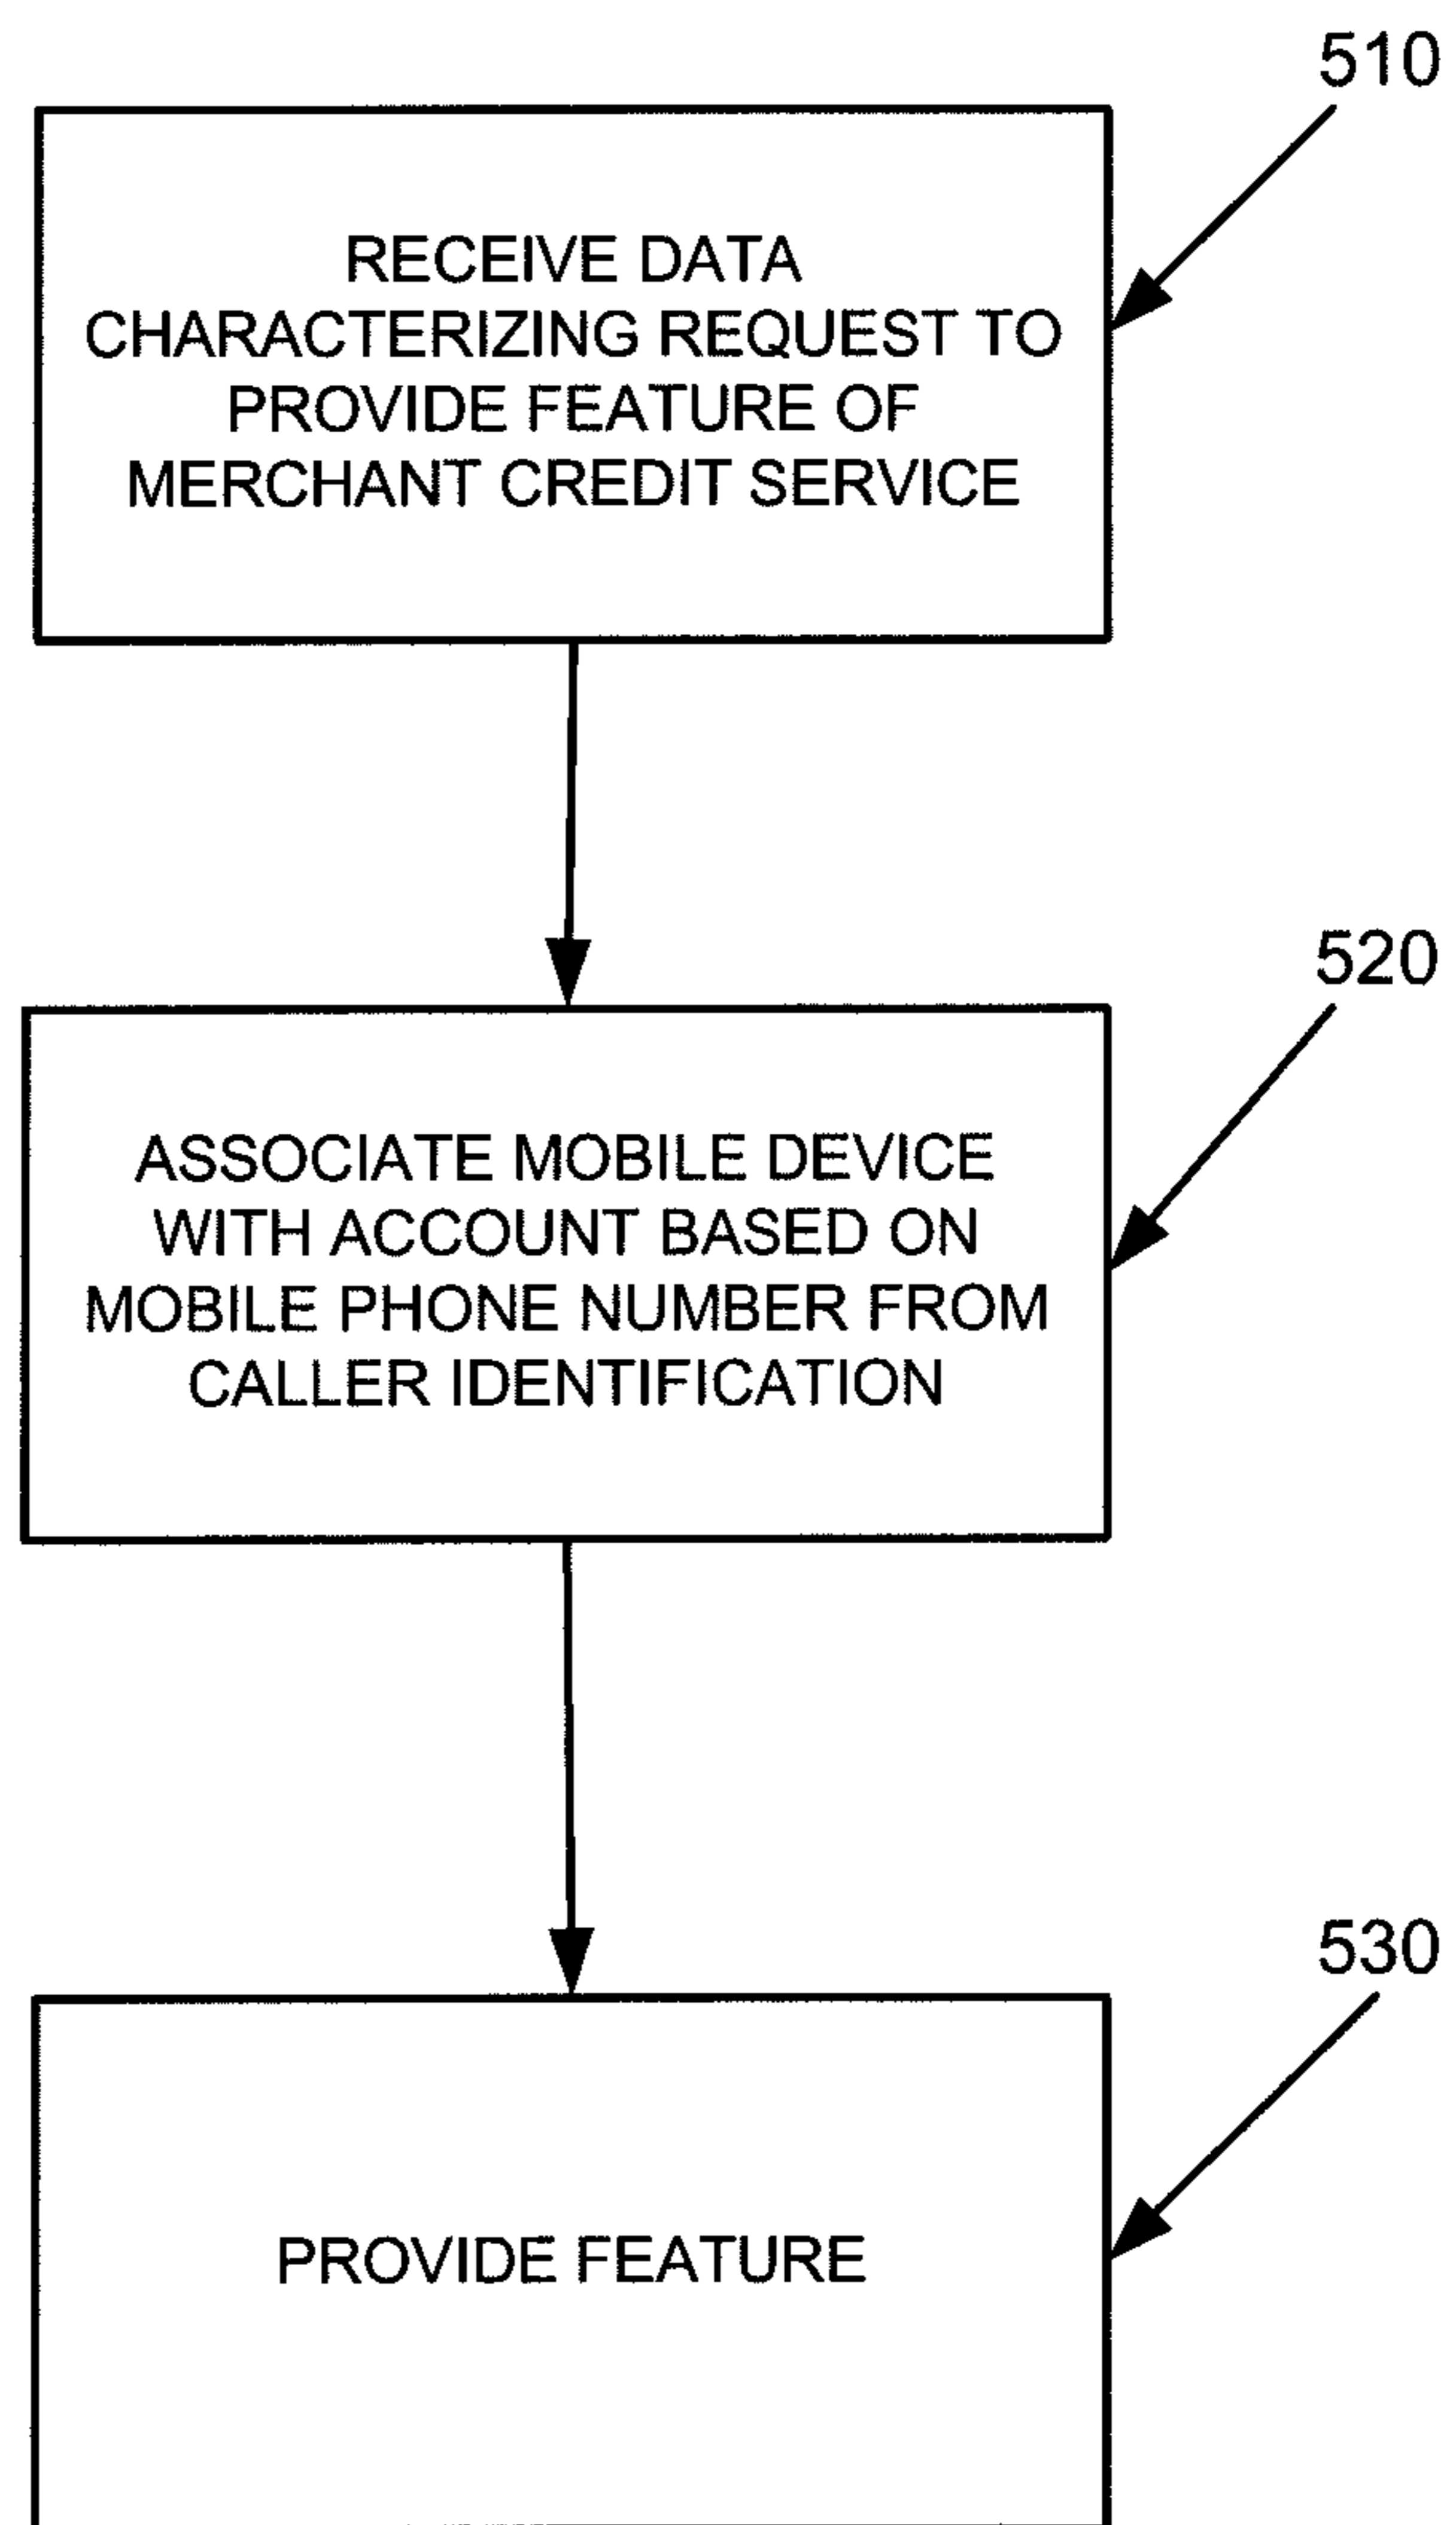 510
RECEIVE DATA
CHARACTERIZING REQUEST TO
PROVIDE FEATURE OF
MERCHANT CREDIT SERVICE
520
ASSOCIATE MOBILE DEVICE
WITH ACCOUNT BASED ON
MOBILE PHONE NUMBER FROM
CALLER IDENTIFICATION
530
PROVIDE FEATURE